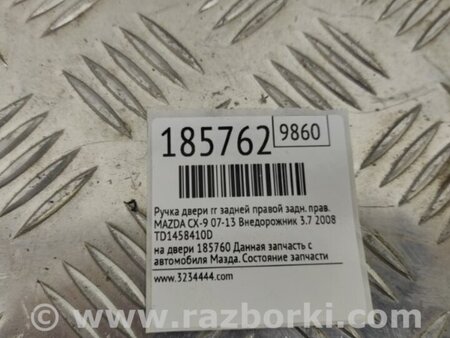 185762 9860
Ручка двери гг задней правой задн. прав.
MAZDA CX-9 07-13 Внедорожник 3.7 2008
TD1458410D
на двери 185760 Данная запчасть с
автомобиля Мазда. Состояние запчасти
www.3234444.com
www.razborki.com